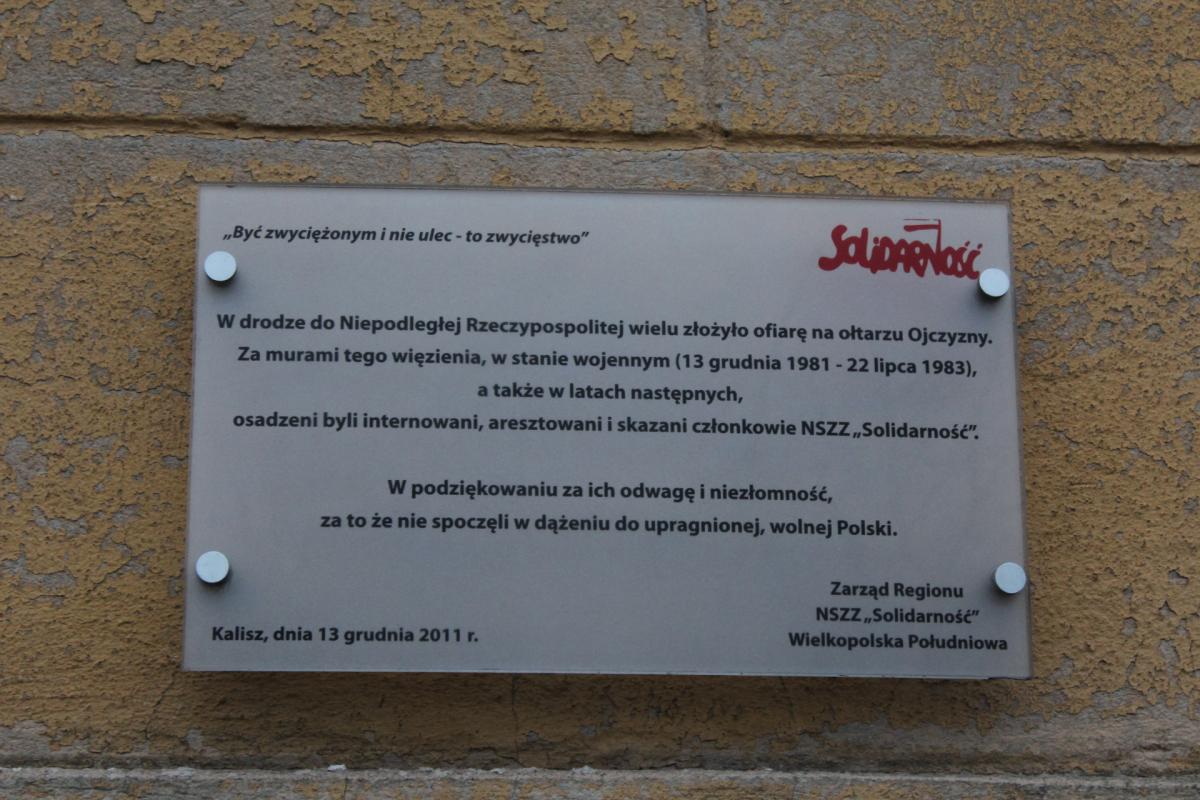 „Być zwyciężonym i nie ulec - to zwycięstwo”
Solidarność
W drodze do Niepodległej Rzeczypospolitej wielu złożyło ofiarę na ołtarzu Ojczyzny.
Za murami tego więzienia, w stanie wojennym (13 grudnia 1981 - 22 lipca 1983),
a także w latach następnych,
osadzeni byli internowani, aresztowani i skazani członkowie NSZZ „Solidarność”.
W podziękowaniu za ich odwagę i niezłomność,
za to że nie spoczęli w dążeniu do upragnionej, wolnej Polski.
Zarząd Regionu
NSZZ „Solidarność”
Wielkopolska Południowa
Kalisz, dnia 13 grudnia 2011 r.